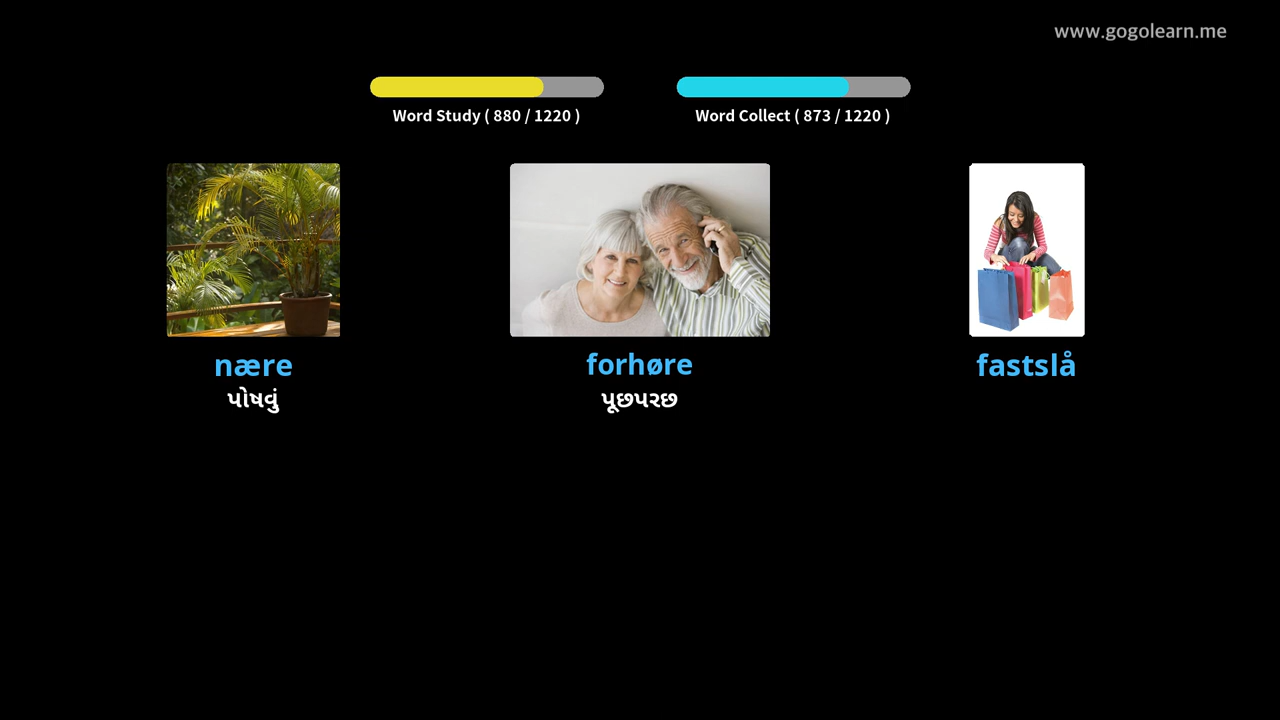 www.gogolearn.me
Word Study ( 880 / 1220 )
Word Collect ( 873 / 1220 )
nære
forhøre
fastslå
પોષવું
પૂછપરછ